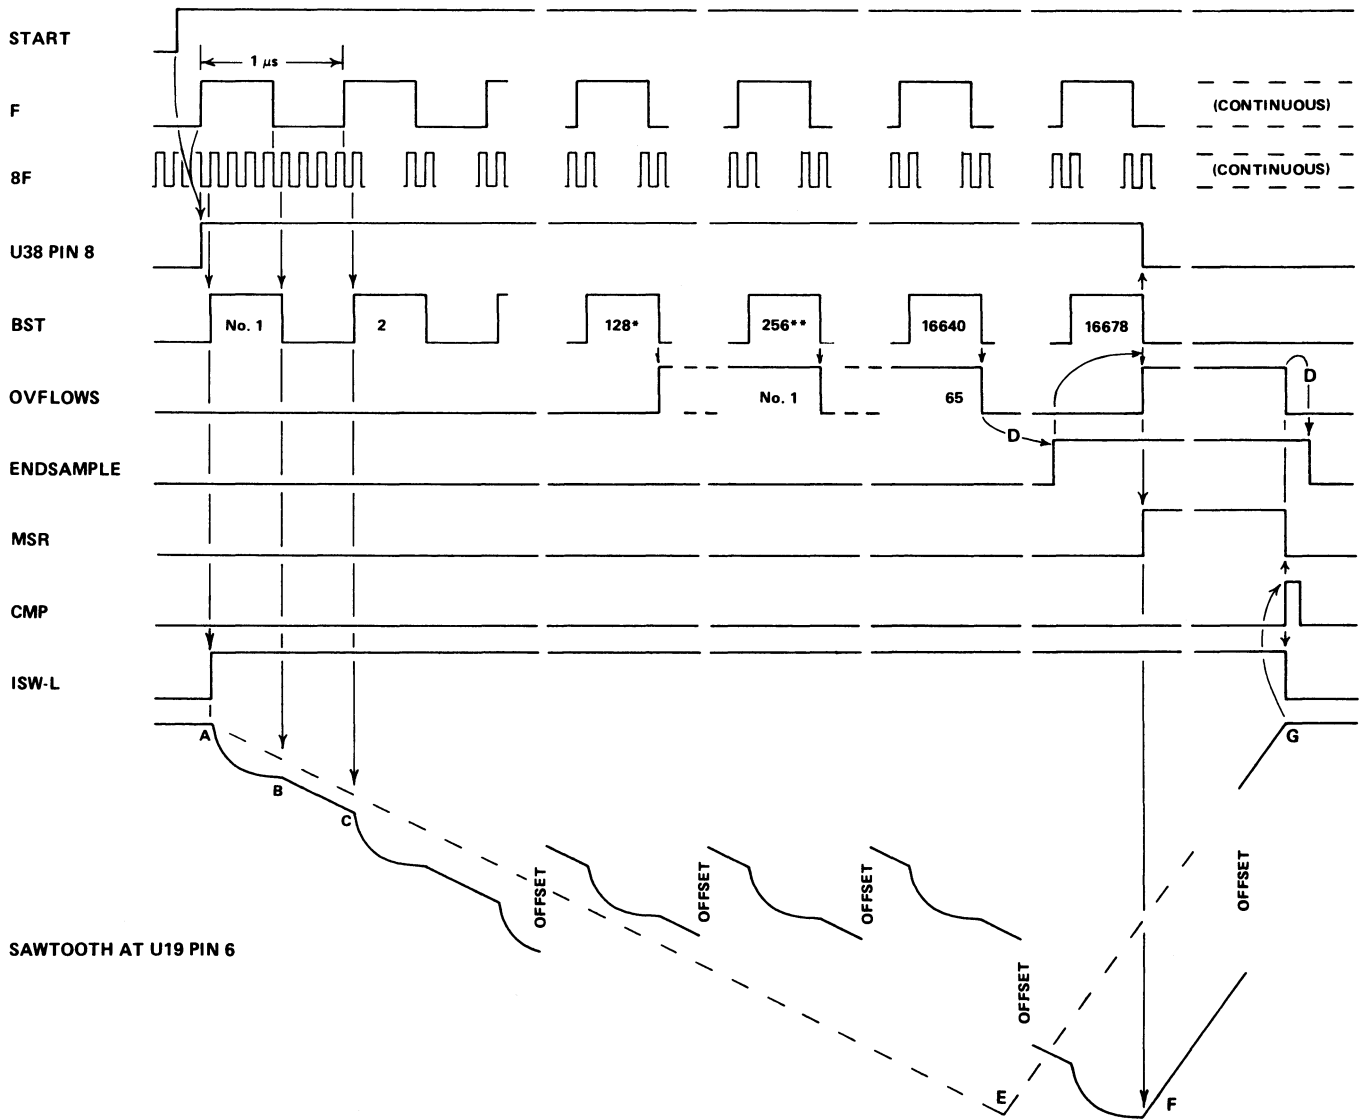 START
1 μs
F
(CONTINUOUS)
8F
(CONTINUOUS)
U38 PIN 8
BST
No. 1
2
128*
256**
16640
16678
OVFLOWS
No. 1
65
D
D
ENDSAMPLE
MSR
CMP
ISW-L
A
B
C
G
OFFSET
OFFSET
OFFSET
OFFSET
SAWTOOTH AT U19 PIN 6
OFFSET
E
F